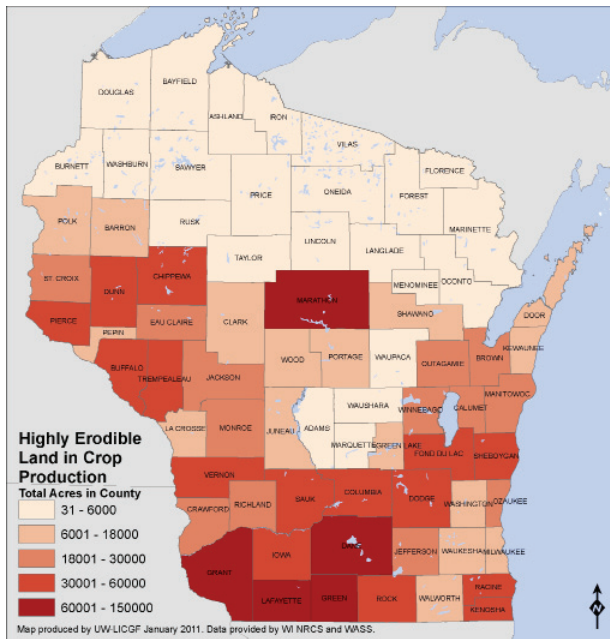 BAYFIELD
DOUGLAS
ASHLAND
IRON
VILAS
BURNETT
WASHBURN
SAWYER
FLORENCE
ONEIDA
FOREST
PRICE
MARINETTE
RUSK
POLK
BARRON
LINCOLN
LANGLADE
TAYLOR
CHIPPEWA
MENOMINEE
OCONTO
ST CROIX
DUNN
MARATHON
DOOR
SHAWANO
PIERCE
EAU CLAIRE
CLARK
PEPIN
KEWAUNEE
WOOD
PORTAGE
WAUPACA
OUTAGAMIE
BROWN
BUFFALO
TREMPEALEAU
JACKSON
MANITOWOC
WAUSHARA
WINNEBAGO
CALUMET
LA CROSSE
MONROE
JUNEAU
ADAMS
MARQUETTE
GREEN LAKE
FOND DU LAC
SHEBOYGAN
VERNON
SAUK
COLUMBIA
DODGE
WASHINGTON
OZAUKEE
CRAWFORD
RICHLAND
DANE
JEFFERSON
WAUKESHA
MILWAUKEE
IOWA
GRANT
LAFAYETTE
GREEN
ROCK
WALWORTH
RACINE
KENOSHA
Highly Erodible
Land in Crop
Production
Total Acres in County
31 - 6000
6001 - 18000
18001 - 30000
30001 - 60000
60001 - 150000
N
Map produced by UW-LICGF January 2011. Data provided by WI NRCS and WASS.